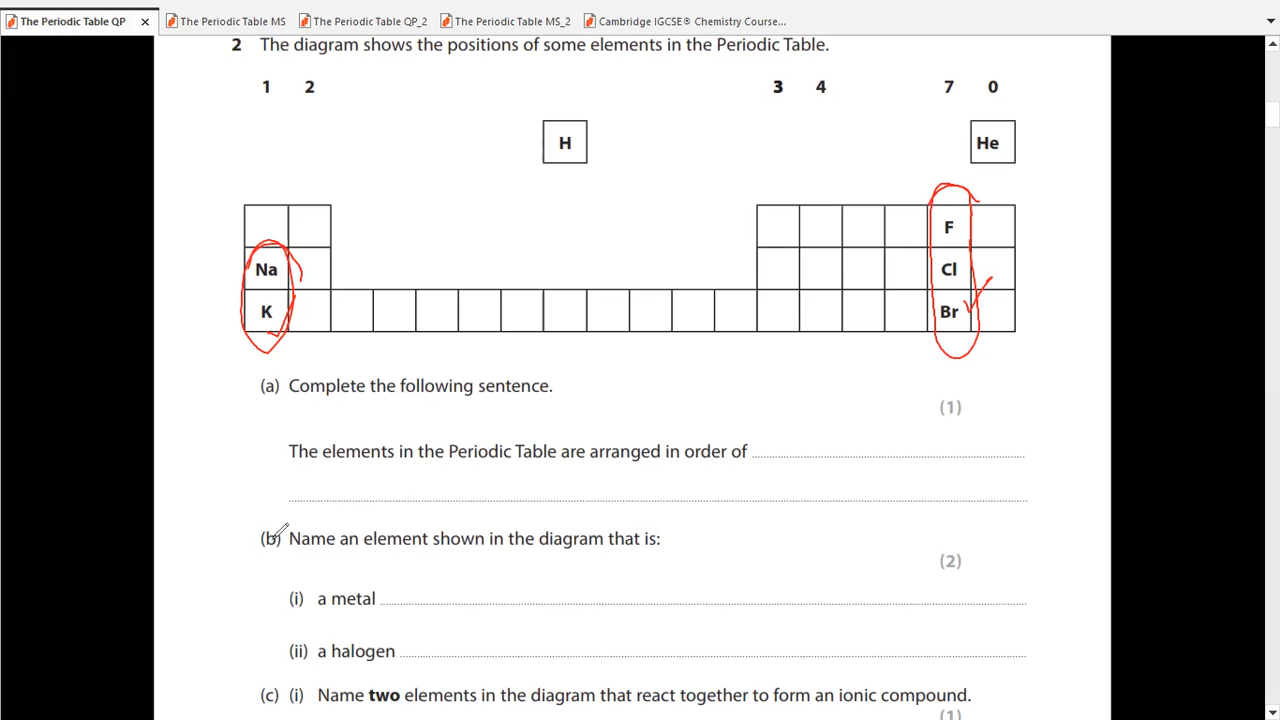 The Periodic Table QP
The Periodic Table MS
The Periodic Table QP_2
The Periodic Table MS_2
Cambridge IGCSE® Chemistry Course...
2 The diagram shows the positions of some elements in the Periodic Table.
1 2 3 4 7 0
H He
F
Na Cl
K Br
(a) Complete the following sentence.
(1)
The elements in the Periodic Table are arranged in order of
(b) Name an element shown in the diagram that is:
(2)
(i) a metal
(ii) a halogen
(c) (i) Name two elements in the diagram that react together to form an ionic compound.
(1)